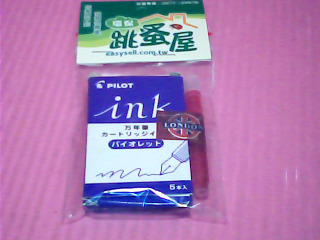 環保
跳蚤屋
easysell.com.tw
PILOT
ink
万年筆
カートリッジイ
バイオレット
5本入
LONDON